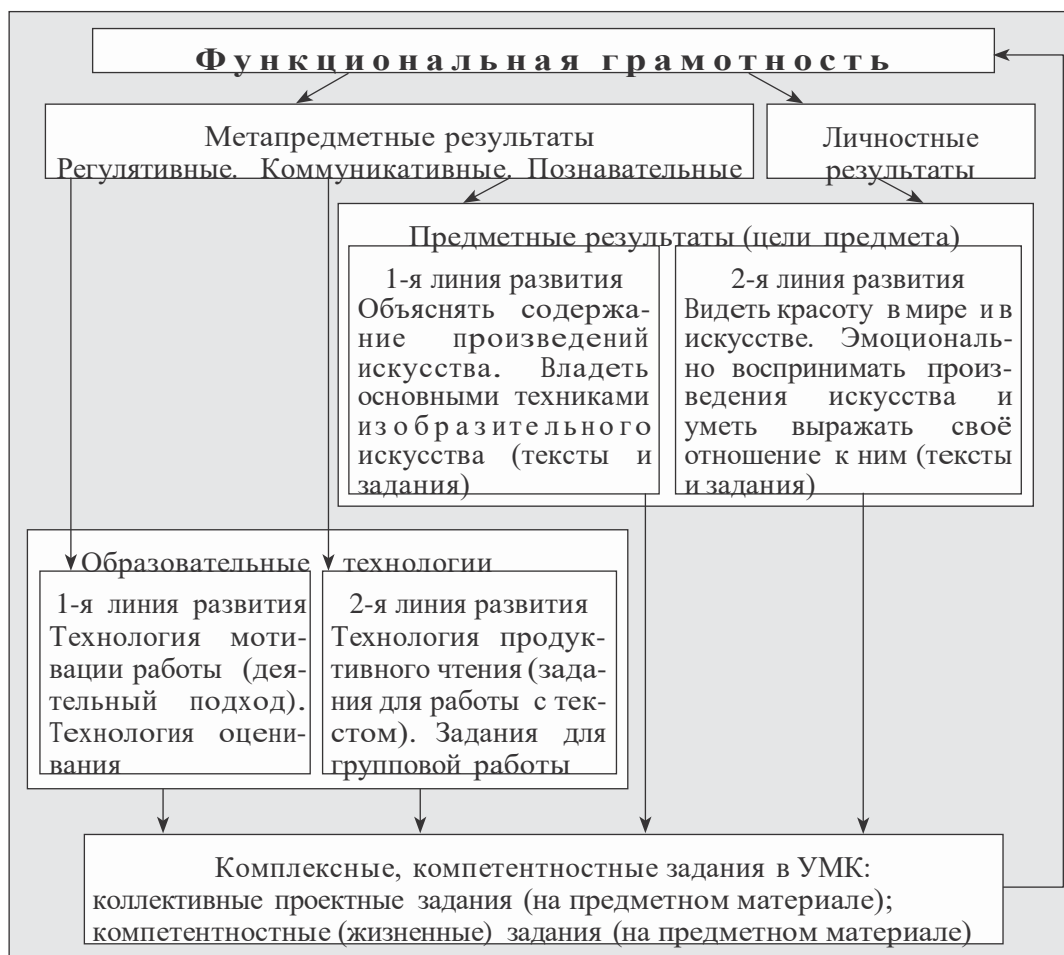 Функциональная грамотность
Метапредметные результаты
Регулятивные. Коммуникативные. Познавательные
Личностные
результаты
Предметные результаты (цели предмета)
1-я линия развития
Объяснять содержа-
ние произведений
искусства. Владеть
основными техниками
изобразительного
искусства (тексты и
задания)
2-я линия развития
Видеть красоту в мире и в
искусстве. Эмоциональ-
но воспринимать произ-
ведения искусства и
уметь выражать своё
отношение к ним (тексты
и задания)
Образовательные технологии
1-я линия развития
Технология моти-
вации работы (дея-
тельный подход).
Технология оцени-
вания
2-я линия развития
Технология продук-
тивного чтения (зада-
ния для работы с тек-
стом). Задания для
групповой работы
Комплексные, компетентностные задания в УМК:
коллективные проектные задания (на предметном материале);
компетентностные (жизненные) задания (на предметном материале)